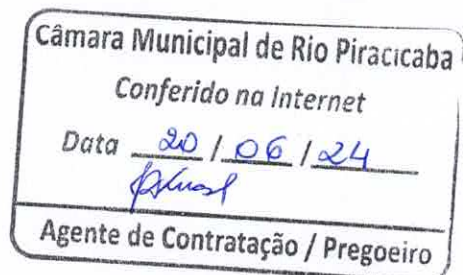 Câmara Municipal de Rio Piracicaba
Conferido na Internet
Data 20 / 06 / 24
Agente de Contratação / Pregoeiro